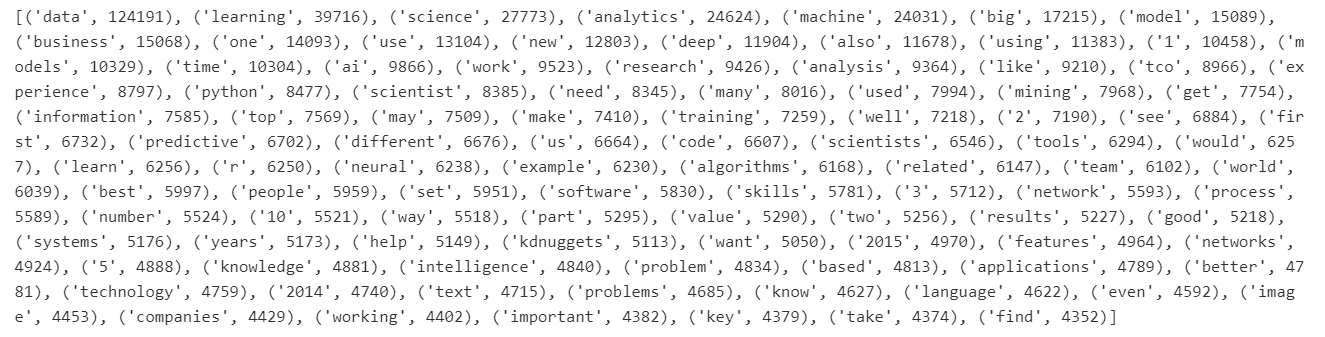 [('data', 124191), ('learning', 39716), ('science', 27773), ('analytics', 24624), ('machine', 24031), ('big', 17215), ('model', 15089),
('business', 15068), ('one', 14093), ('use', 13104), ('new', 12803), ('deep', 11904), ('also', 11678), ('using', 11383), ('1', 10458), ('m
odels', 10329), ('time', 10304), ('ai', 9866), ('work', 9523), ('research', 9426), ('analysis', 9364), ('like', 9210), ('tco', 8966), ('ex
perience', 8797), ('python', 8477), ('scientist', 8385), ('need', 8345), ('many', 8016), ('used', 7994), ('mining', 7968), ('get', 7754),
('information', 7585), ('top', 7569), ('may', 7509), ('make', 7410), ('training', 7259), ('well', 7218), ('2', 7190), ('see', 6884), ('fir
st', 6732), ('predictive', 6702), ('different', 6676), ('us', 6664), ('code', 6607), ('scientists', 6546), ('tools', 6294), ('would', 625
7), ('learn', 6256), ('r', 6250), ('neural', 6238), ('example', 6230), ('algorithms', 6168), ('related', 6147), ('team', 6102), ('world',
6039), ('best', 5997), ('people', 5959), ('set', 5951), ('software', 5830), ('skills', 5781), ('3', 5712), ('network', 5593), ('process',
5589), ('number', 5524), ('10', 5521), ('way', 5518), ('part', 5295), ('value', 5290), ('two', 5256), ('results', 5227), ('good', 5218),
('systems', 5176), ('years', 5173), ('help', 5149), ('kdnuggets', 5113), ('want', 5050), ('2015', 4970), ('features', 4964), ('networks',
4924), ('5', 4888), ('knowledge', 4881), ('intelligence', 4840), ('problem', 4834), ('based', 4813), ('applications', 4789), ('better', 47
81), ('technology', 4759), ('2014', 4740), ('text', 4715), ('problems', 4685), ('know', 4627), ('language', 4622), ('even', 4592), ('imag
e', 4453), ('companies', 4429), ('working', 4402), ('important', 4382), ('key', 4379), ('take', 4374), ('find', 4352)]